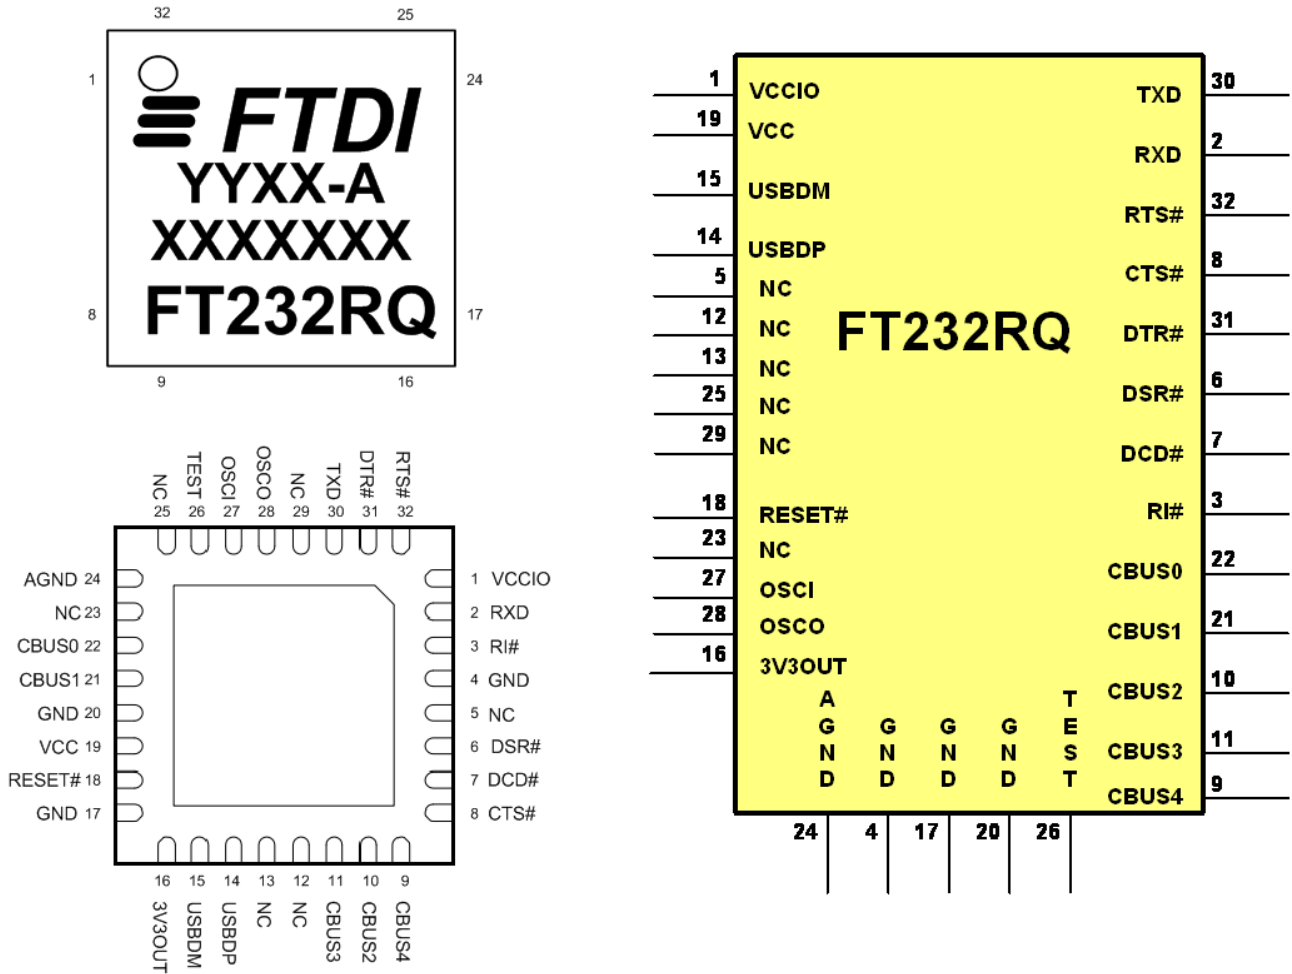 32 25
1 24
FTDI
YYXX-A
XXXXXXX
FT232RQ
8 17
9 16
NC TEST OSCI OSCO NC TXD DTR# RTS#
25 26 27 28 29 30 31 32
AGND 24
NC 23
CBUS0 22
CBUS1 21
GND 20
VCC 19
RESET# 18
GND 17
1 VCCIO
2 RXD
3 RI#
4 GND
5 NC
6 DSR#
7 DCD#
8 CTS#
16 15 14 13 12 11 10 9
3V3OUT USBDM USBDP NC NC CBUS3 CBUS2 CBUS4
1 VCCIO
19 VCC
15 USBDM
14 USBDP
5 NC
12 NC
13 NC
25 NC
29 NC
18 RESET#
23 NC
27 OSCI
28 OSCO
16 3V3OUT
FT232RQ
TXD 30
RXD 2
RTS# 32
CTS# 8
DTR# 31
DSR# 6
DCD# 7
RI# 3
CBUS0 22
CBUS1 21
CBUS2 10
CBUS3 11
CBUS4 9
AGND GND GND GND TEST
24 4 17 20 26